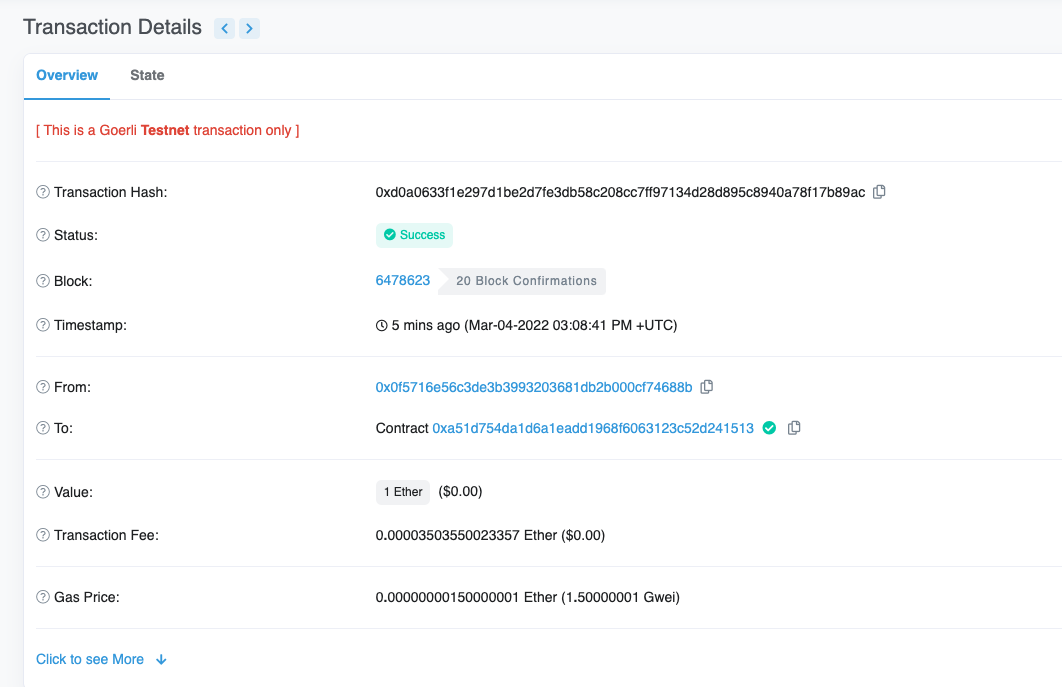 Transaction Details < >
Overview State
[ This is a Goerli Testnet transaction only ]
Transaction Hash: 0xd0a0633f1e297d1be2d7fe3db58c208cc7ff97134d28d895c8940a78f17b89ac
Status: Success
Block: 6478623 20 Block Confirmations
Timestamp: 5 mins ago (Mar-04-2022 03:08:41 PM +UTC)
From: 0x0f5716e56c3de3b3993203681db2b000cf74688b
To: Contract 0xa51d754da1d6a1eadd1968f6063123c52d241513
Value: 1 Ether ($0.00)
Transaction Fee: 0.00003503550023357 Ether ($0.00)
Gas Price: 0.00000000150000001 Ether (1.50000001 Gwei)
Click to see More